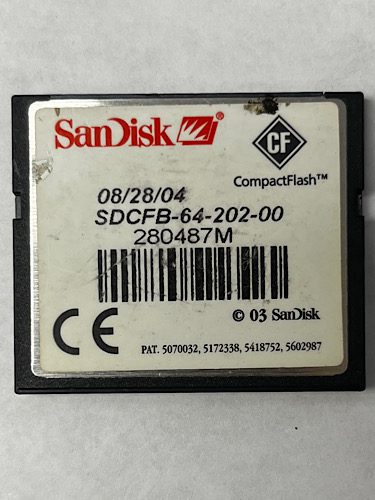 SanDisk
CF
CompactFlash™
08/28/04
SDCFB-64-202-00
280487M
CE
© 03 SanDisk
PAT. 5070032, 5172338, 5418752, 5602987